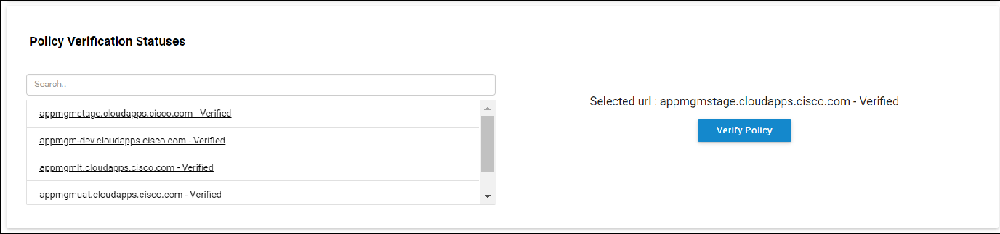 Policy Verification Statuses
Search..
appmgmstage.cloudapps.cisco.com - Verified
appmgm-dev.cloudapps.cisco.com - Verified
appmgmlt.cloudapps.cisco.com - Verified
appmgmuat.cloudapps.cisco.com - Verified
Selected url : appmgmstage.cloudapps.cisco.com - Verified
Verify Policy